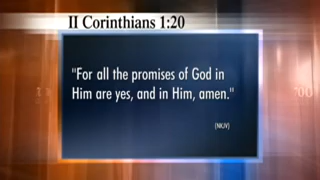 II Corinthians 1:20
"For all the promises of God in
Him are yes, and in Him, amen."
(NKJV)